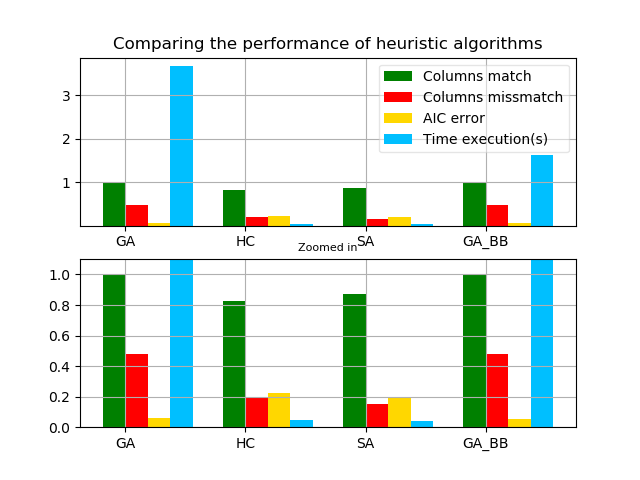 Comparing the performance of heuristic algorithms
Columns match
Columns missmatch
AIC error
Time execution(s)
3
2
1
GA HC SA GA_BB
Zoomed in
1.0
0.8
0.6
0.4
0.2
0.0
GA HC SA GA_BB